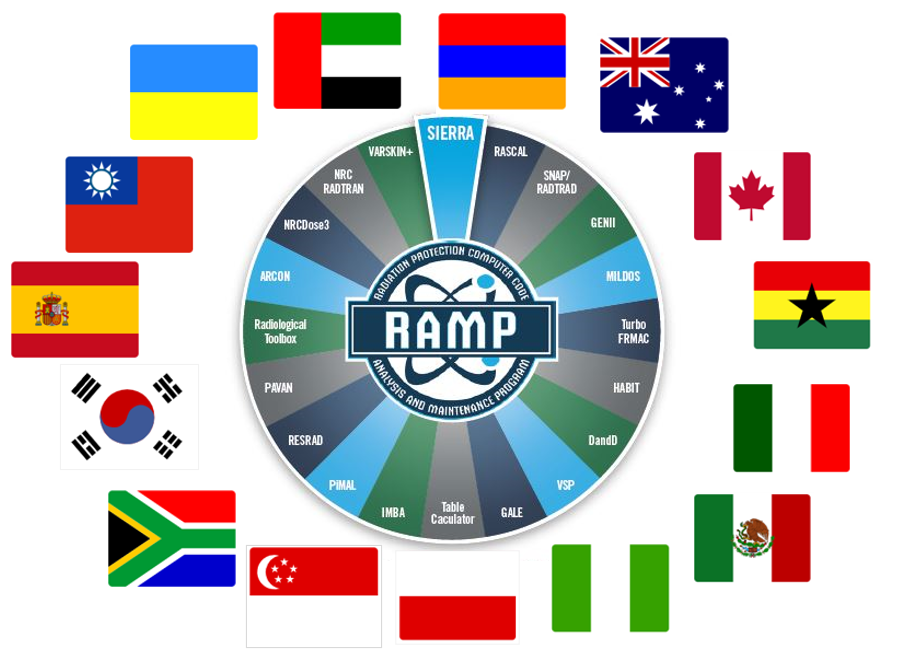 SIERRA
RASCAL
SNAP/
RADTRAD
GENII
MILDOS
Turbo
FRMAC
HABIT
DandD
VSP
GALE
Table
Caculator
IMBA
PiMAL
RESRAD
PAVAN
Radiological
Toolbox
ARCON
NRCDose3
NRC
RADTRAN
VARSKIN+
RADIATION PROTECTION COMPUTER CODE
RAMP
ANALYSIS AND MAINTENANCE PROGRAM